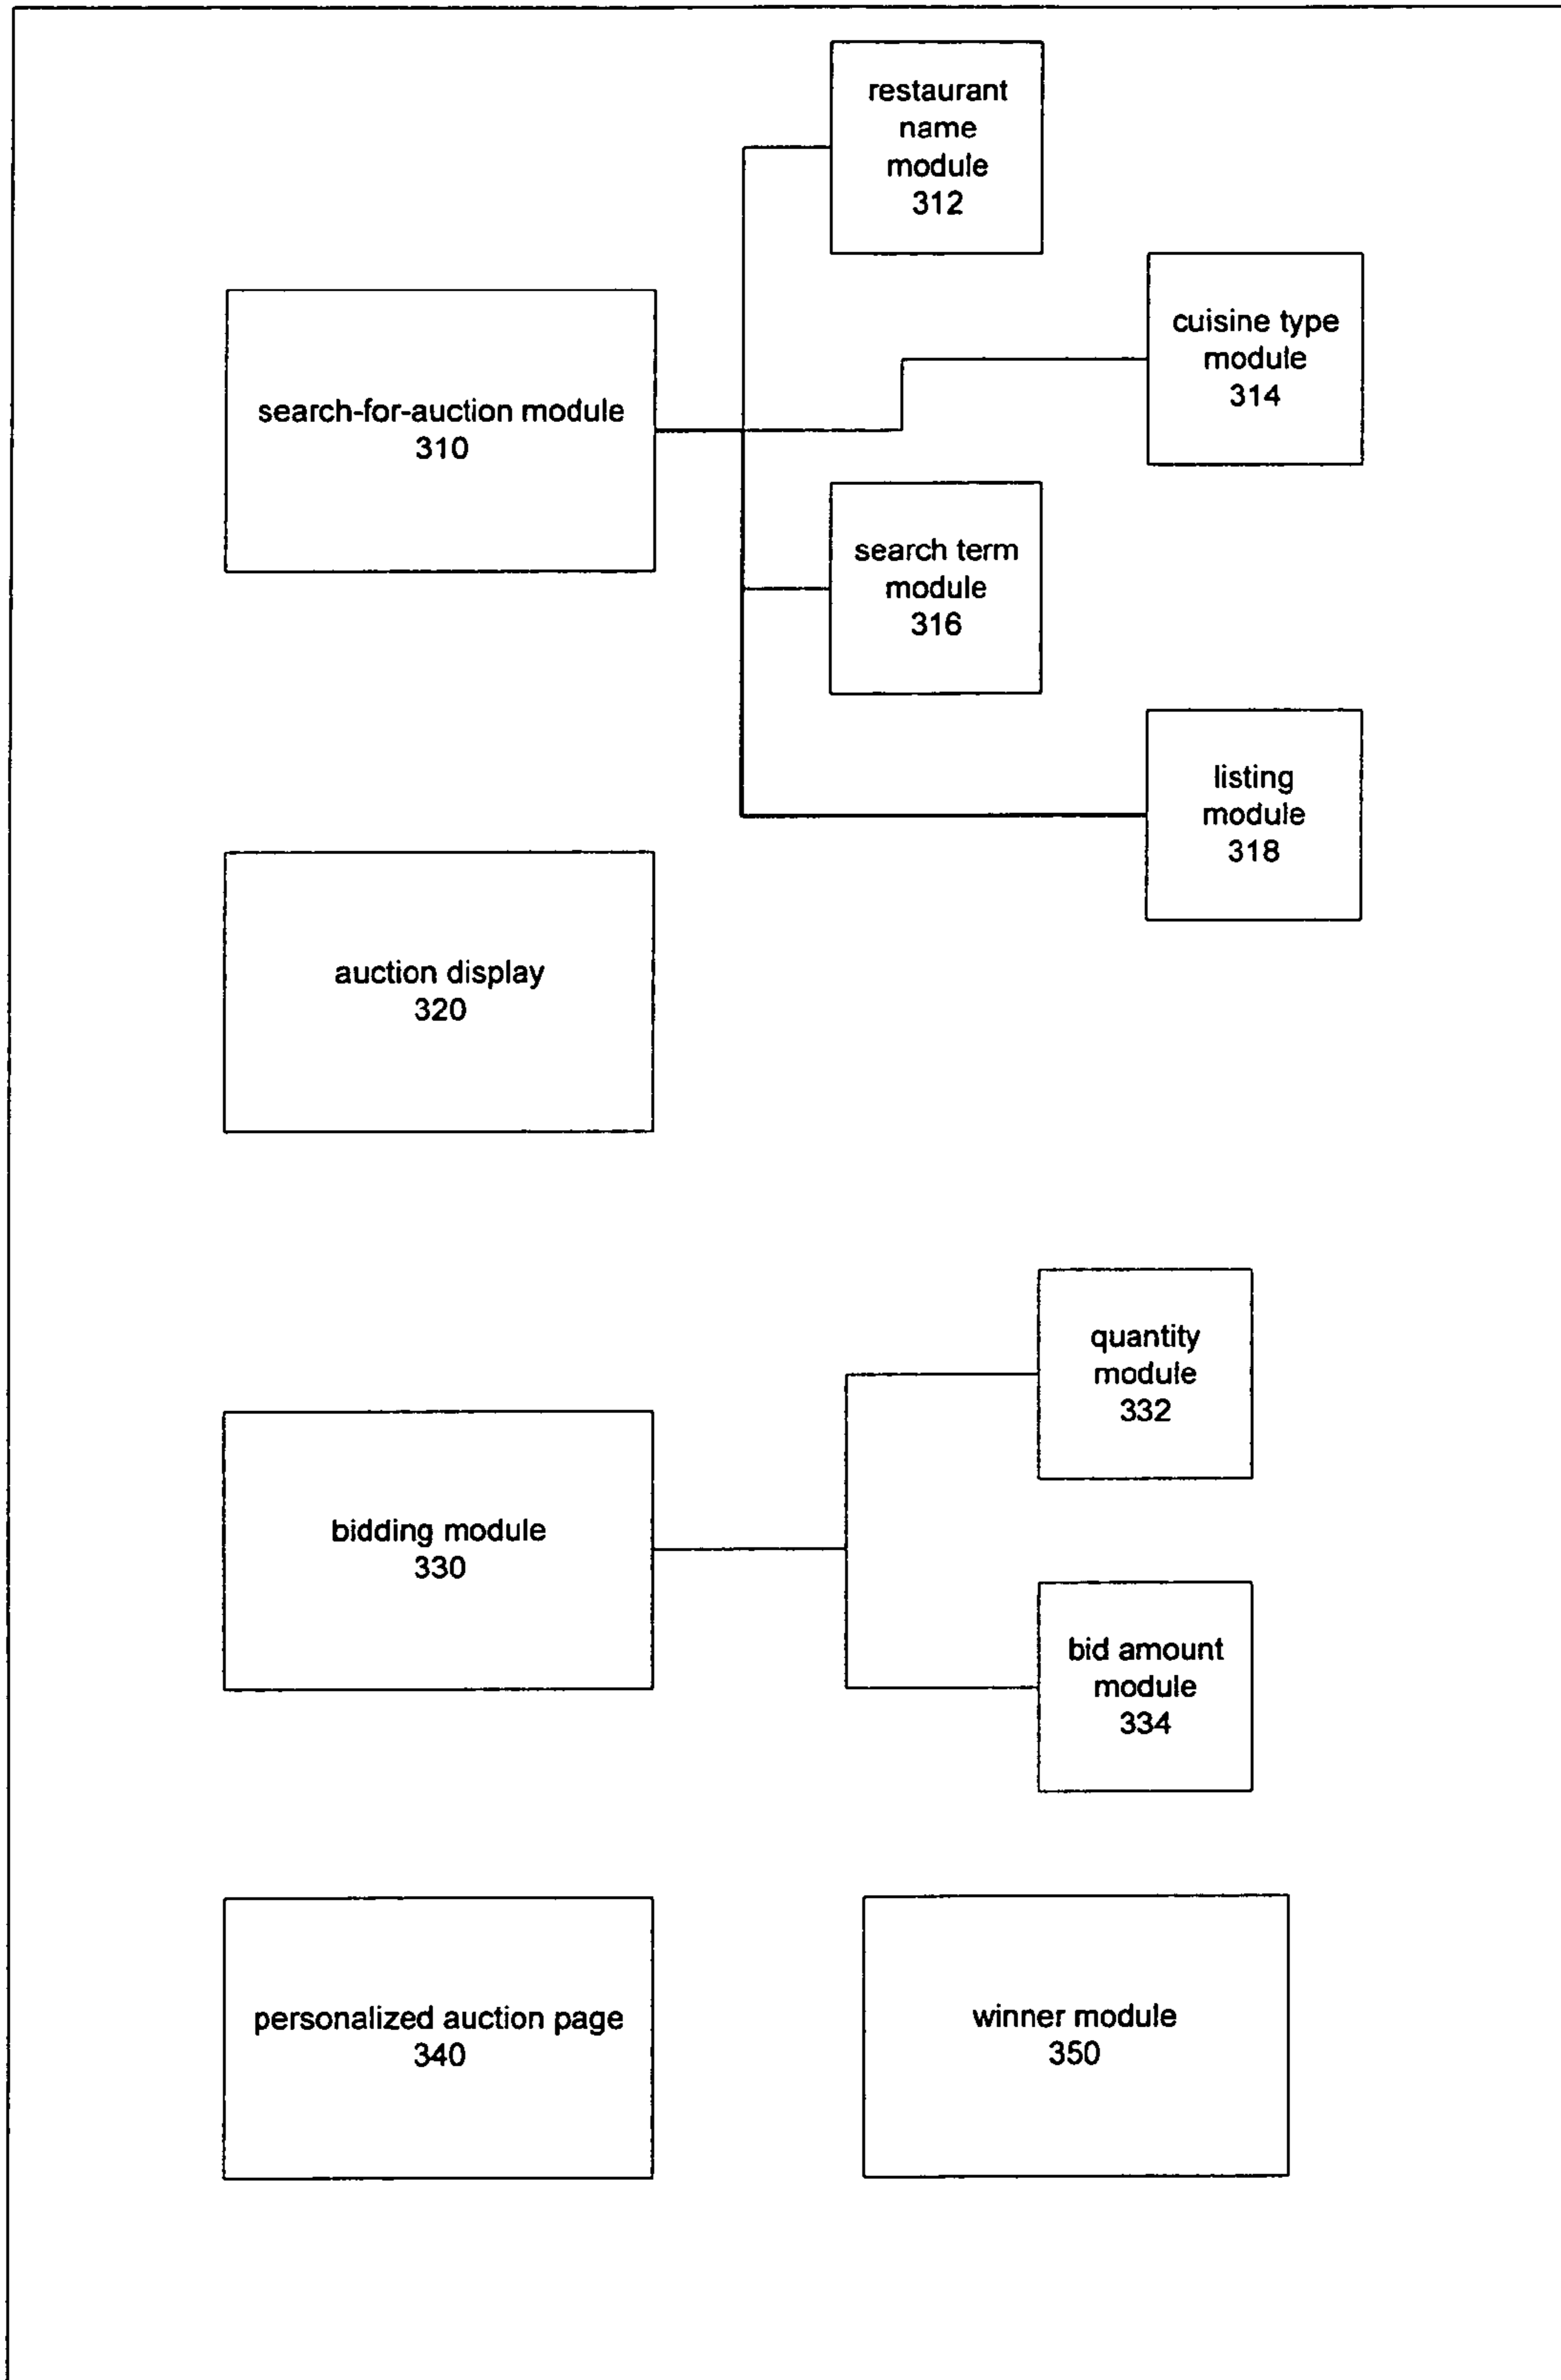 restaurant
name
module
312
cuisine type
module
314
search-for-auction module
310
search term
module
316
listing
module
318
auction display
320
quantity
module
332
bidding module
330
bid amount
module
334
personalized auction page
340
winner module
350